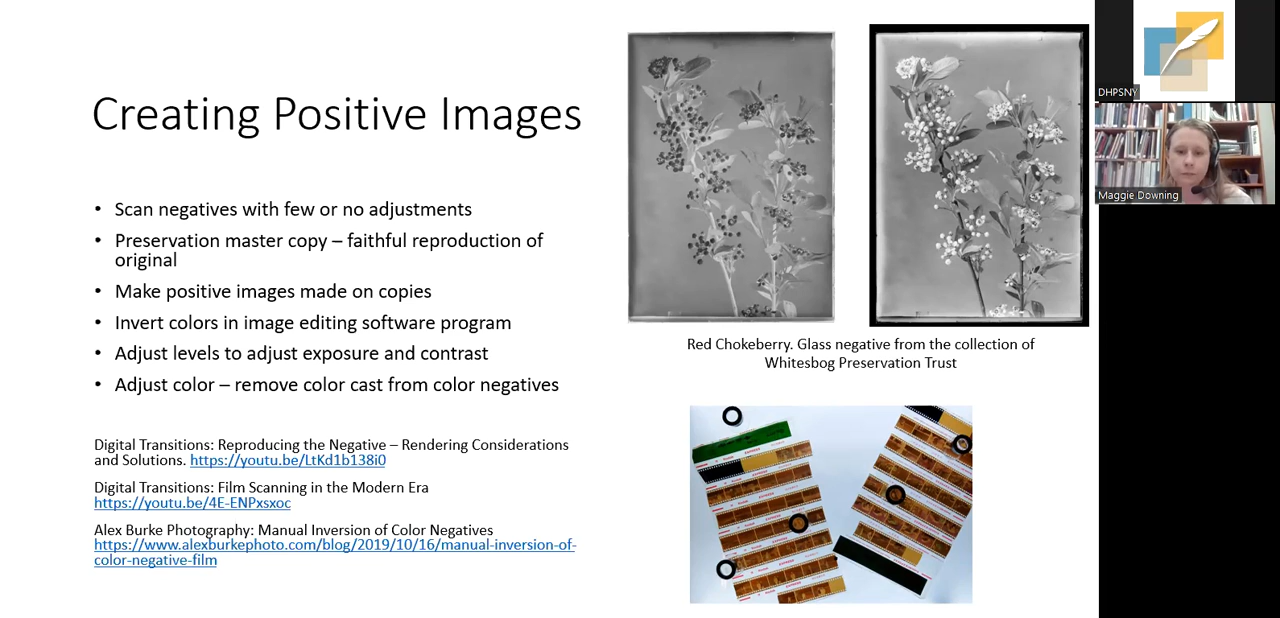 Creating Positive Images
• Scan negatives with few or no adjustments
• Preservation master copy – faithful reproduction of
original
• Make positive images made on copies
• Invert colors in image editing software program
• Adjust levels to adjust exposure and contrast
• Adjust color – remove color cast from color negatives
Digital Transitions: Reproducing the Negative – Rendering Considerations
and Solutions. https://youtu.be/LtKd1b138i0
Digital Transitions: Film Scanning in the Modern Era
https://youtu.be/4E-ENPxsxoc
Alex Burke Photography: Manual Inversion of Color Negatives
https://www.alexburkephoto.com/blog/2019/10/16/manual-inversion-of-
color-negative-film
Red Chokeberry. Glass negative from the collection of
Whitesbog Preservation Trust
DHPSNY
Maggie Downing